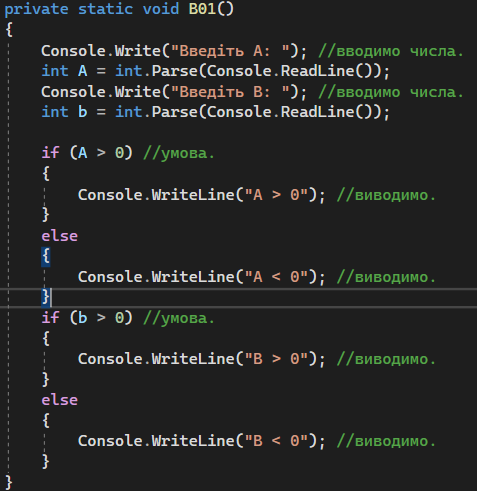 private static void B01()
{
Console.Write("Введіть A: "); //вводимо числа.
int A = int.Parse(Console.ReadLine());
Console.Write("Введіть B: "); //вводимо числа.
int b = int.Parse(Console.ReadLine());
if (A > 0) //умова.
{
Console.WriteLine("A > 0"); //виводимо.
}
else
{
Console.WriteLine("A < 0"); //виводимо.
}
if (b > 0) //умова.
{
Console.WriteLine("B > 0"); //виводимо.
}
else
{
Console.WriteLine("B < 0"); //виводимо.
}
}